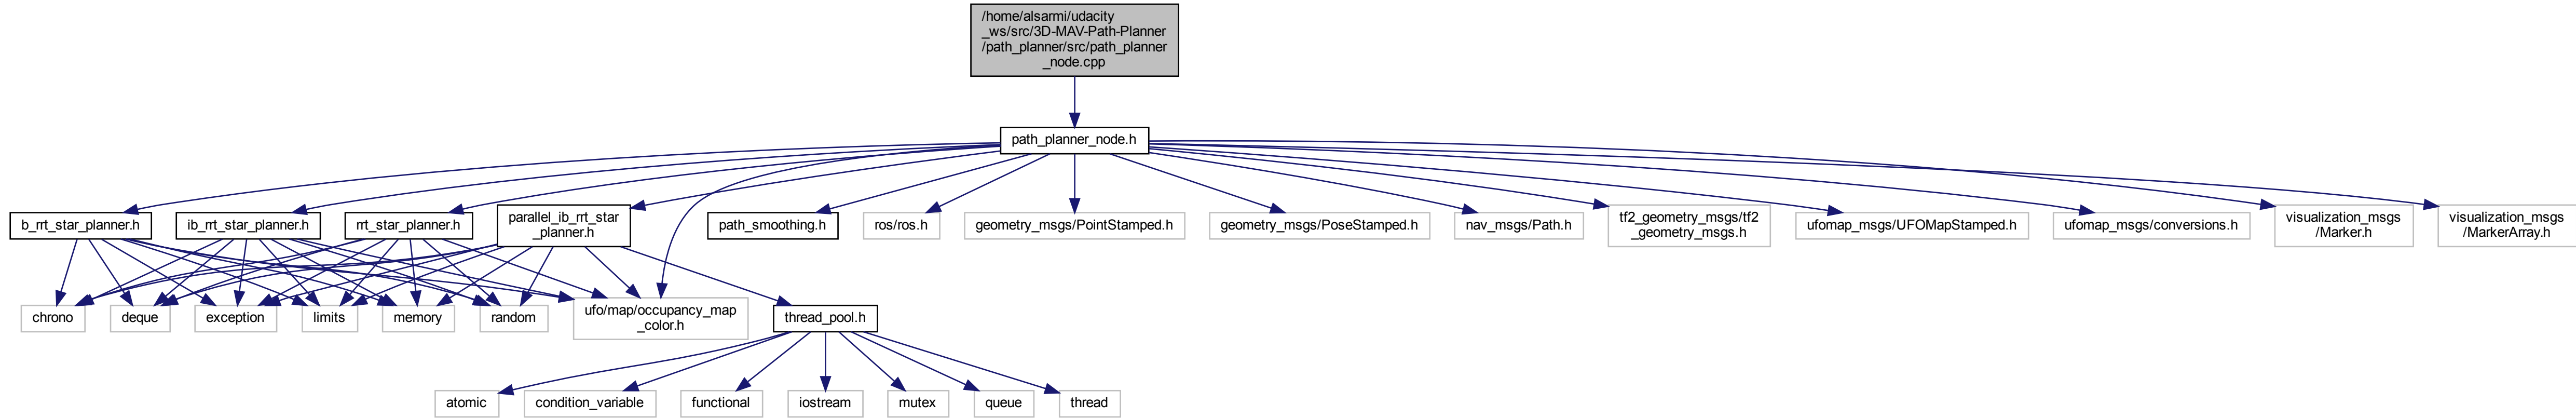 /home/alsarmi/udacity
_ws/src/3D-MAV-Path-Planner
/path_planner/src/path_planner
_node.cpp
path_planner_node.h
b_rrt_star_planner.h
ib_rrt_star_planner.h
rrt_star_planner.h
parallel_ib_rrt_star
_planner.h
path_smoothing.h
ros/ros.h
geometry_msgs/PointStamped.h
geometry_msgs/PoseStamped.h
nav_msgs/Path.h
tf2_geometry_msgs/tf2
_geometry_msgs.h
ufomap_msgs/UFOMapStamped.h
ufomap_msgs/conversions.h
visualization_msgs
/Marker.h
visualization_msgs
/MarkerArray.h
chrono
deque
exception
limits
memory
random
ufo/map/occupancy_map
_color.h
thread_pool.h
atomic
condition_variable
functional
iostream
mutex
queue
thread